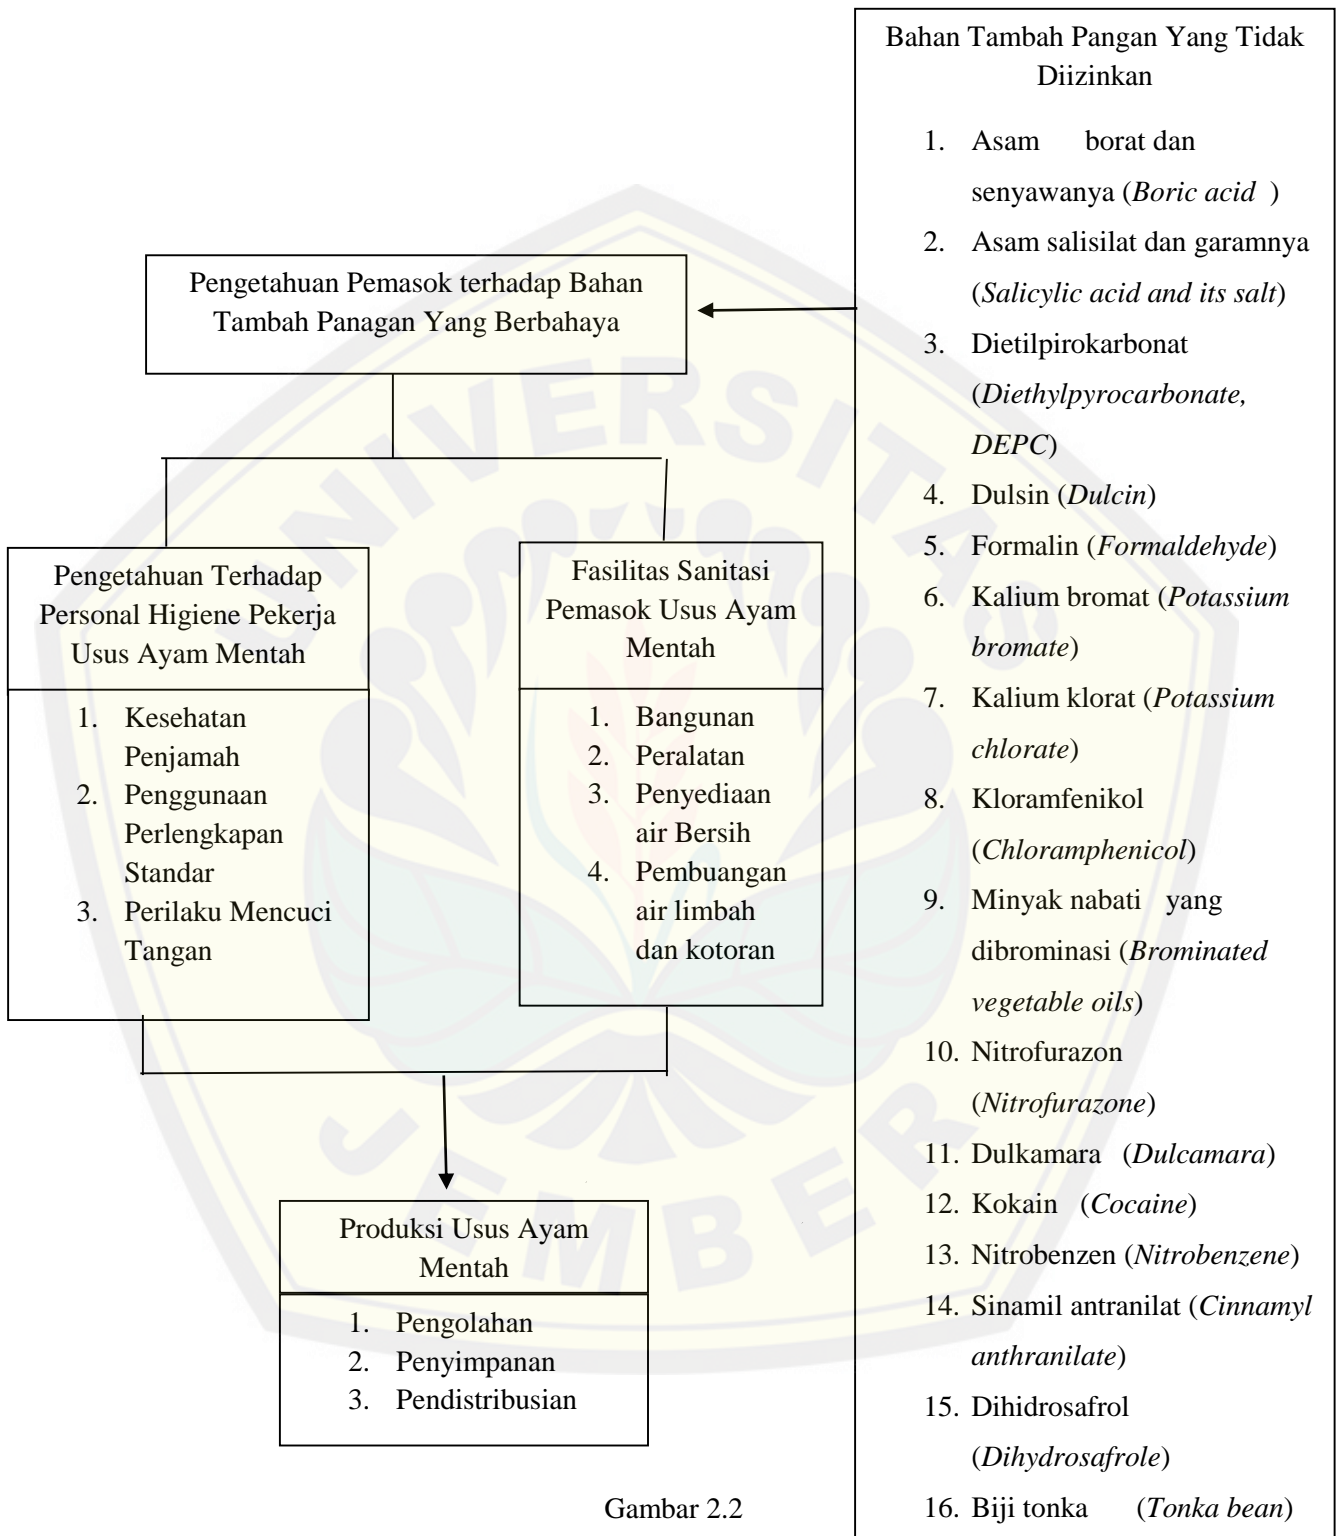 Bahan Tambah Pangan Yang Tidak
Diizinkan
1. Asam borat dan
senyawanya (Boric acid )
2. Asam salisilat dan garamnya
(Salicylic acid and its salt)
3. Dietilpirokarbonat
(Diethylpyrocarbonate,
DEPC)
4. Dulsin (Dulcin)
5. Formalin (Formaldehyde)
6. Kalium bromat (Potassium
bromate)
7. Kalium klorat (Potassium
chlorate)
8. Kloramfenikol
(Chloramphenicol)
9. Minyak nabati yang
dibrominasi (Brominated
vegetable oils)
10. Nitrofurazon
(Nitrofurazone)
11. Dulkamara (Dulcamara)
12. Kokain (Cocaine)
13. Nitrobenzen (Nitrobenzene)
14. Sinamil antranilat (Cinnamyl
anthranilate)
15. Dihidrosafrol
(Dihydrosafrole)
16. Biji tonka (Tonka bean)
Pengetahuan Pemasok terhadap Bahan
Tambah Panagan Yang Berbahaya
Pengetahuan Terhadap
Personal Higiene Pekerja
Usus Ayam Mentah
1. Kesehatan
Penjamah
2. Penggunaan
Perlengkapan
Standar
3. Perilaku Mencuci
Tangan
Fasilitas Sanitasi
Pemasok Usus Ayam
Mentah
1. Bangunan
2. Peralatan
3. Penyediaan
air Bersih
4. Pembuangan
air limbah
dan kotoran
Produksi Usus Ayam
Mentah
1. Pengolahan
2. Penyimpanan
3. Pendistribusian
Gambar 2.2
UNIVERSITAS
JEMBER